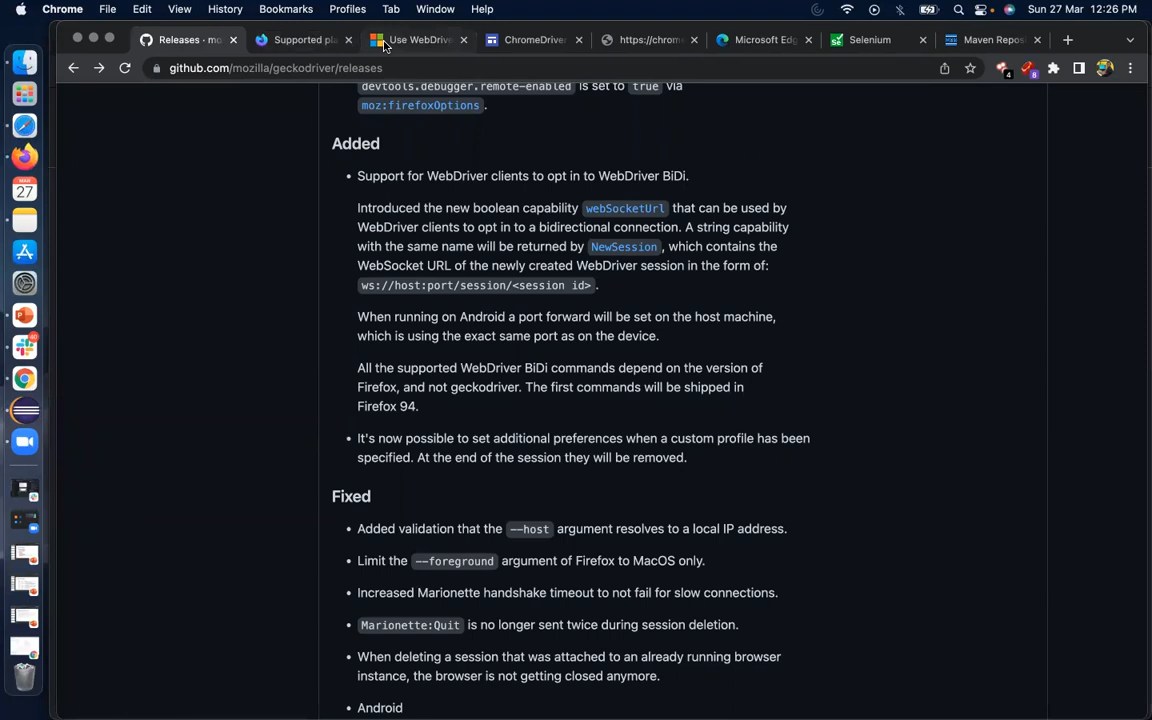 Chrome File Edit View History Bookmarks Profiles Tab Window Help Sun 27 Mar 12:26 PM
Releases · mo Supported pla Use WebDriv ChromeDriver https://chrom Microsoft Edg Selenium Maven Repos
github.com/mozilla/geckodriver/releases 4 8
MAR
27
40
devtools.debugger.remote-enabled is set to true via
moz:firefoxOptions.
Added
• Support for WebDriver clients to opt in to WebDriver BiDi.
Introduced the new boolean capability webSocketUrl that can be used by
WebDriver clients to opt in to a bidirectional connection. A string capability
with the same name will be returned by NewSession, which contains the
WebSocket URL of the newly created WebDriver session in the form of:
ws://host:port/session/<session id>.
When running on Android a port forward will be set on the host machine,
which is using the exact same port as on the device.
All the supported WebDriver BiDi commands depend on the version of
Firefox, and not geckodriver. The first commands will be shipped in
Firefox 94.
• It's now possible to set additional preferences when a custom profile has been
specified. At the end of the session they will be removed.
Fixed
• Added validation that the --host argument resolves to a local IP address.
• Limit the --foreground argument of Firefox to MacOS only.
• Increased Marionette handshake timeout to not fail for slow connections.
• Marionette:Quit is no longer sent twice during session deletion.
• When deleting a session that was attached to an already running browser
instance, the browser is not getting closed anymore.
• Android